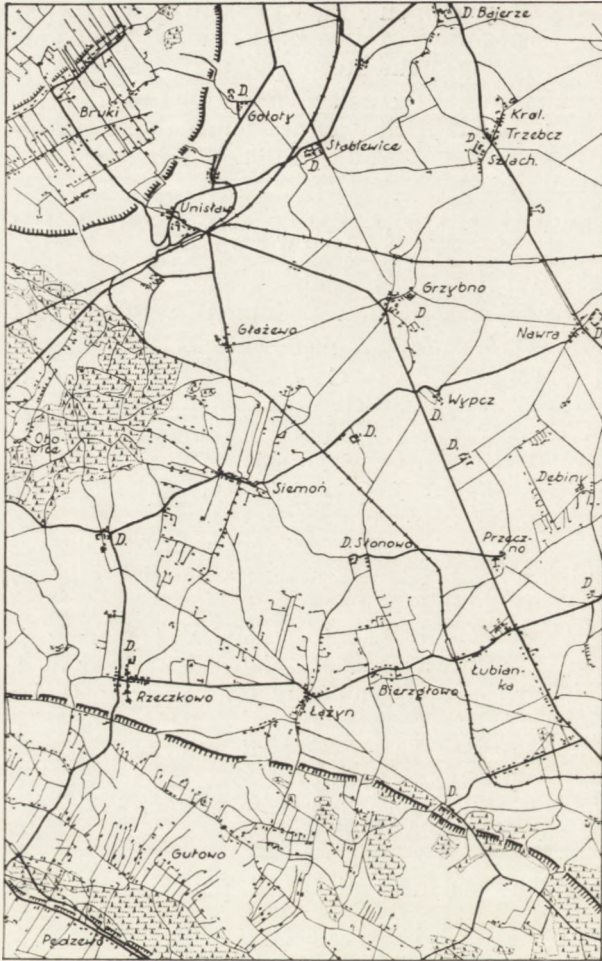 D. Bajerze
Bruki
D.
Gołoty
Król.
Trzebcz
D.
Szlach.
Stablewice
D.
Unisław
Grzybno
D.
Głażewo
Nawra
D.
Wypcz
D.
D.
D.
Siemoń
Dębiny
D.
D. Słonowo
Przecz-
no
D.
D.
Rzeczkowo
Bierzgłowo
Łubian-
ka
Łążyn
D.
Gutowo
Pędzewo